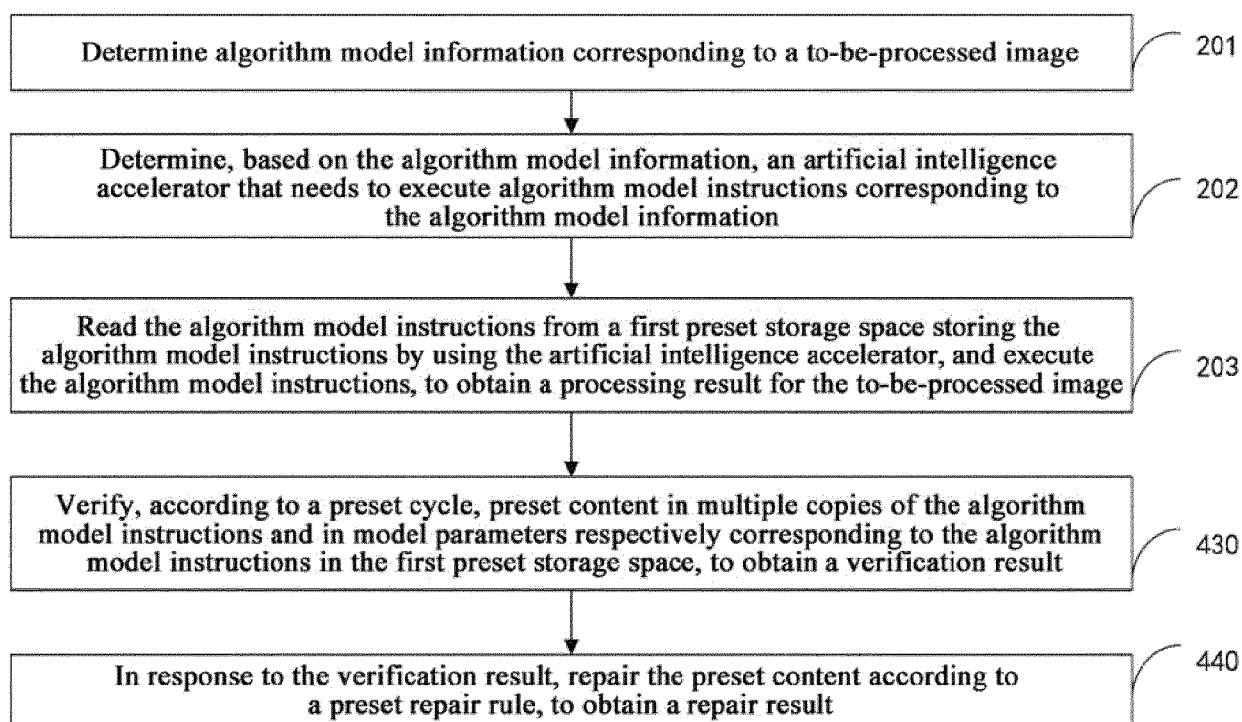 Determine algorithm model information corresponding to a to-be-processed image
201
Determine, based on the algorithm model information, an artificial intelligence
accelerator that needs to execute algorithm model instructions corresponding to
the algorithm model information
202
Read the algorithm model instructions from a first preset storage space storing the
algorithm model instructions by using the artificial intelligence accelerator, and execute
the algorithm model instructions, to obtain a processing result for the to-be-processed image
203
Verify, according to a preset cycle, preset content in multiple copies of the algorithm
model instructions and in model parameters respectively corresponding to the algorithm
model instructions in the first preset storage space, to obtain a verification result
430
In response to the verification result, repair the preset content according to
a preset repair rule, to obtain a repair result
440